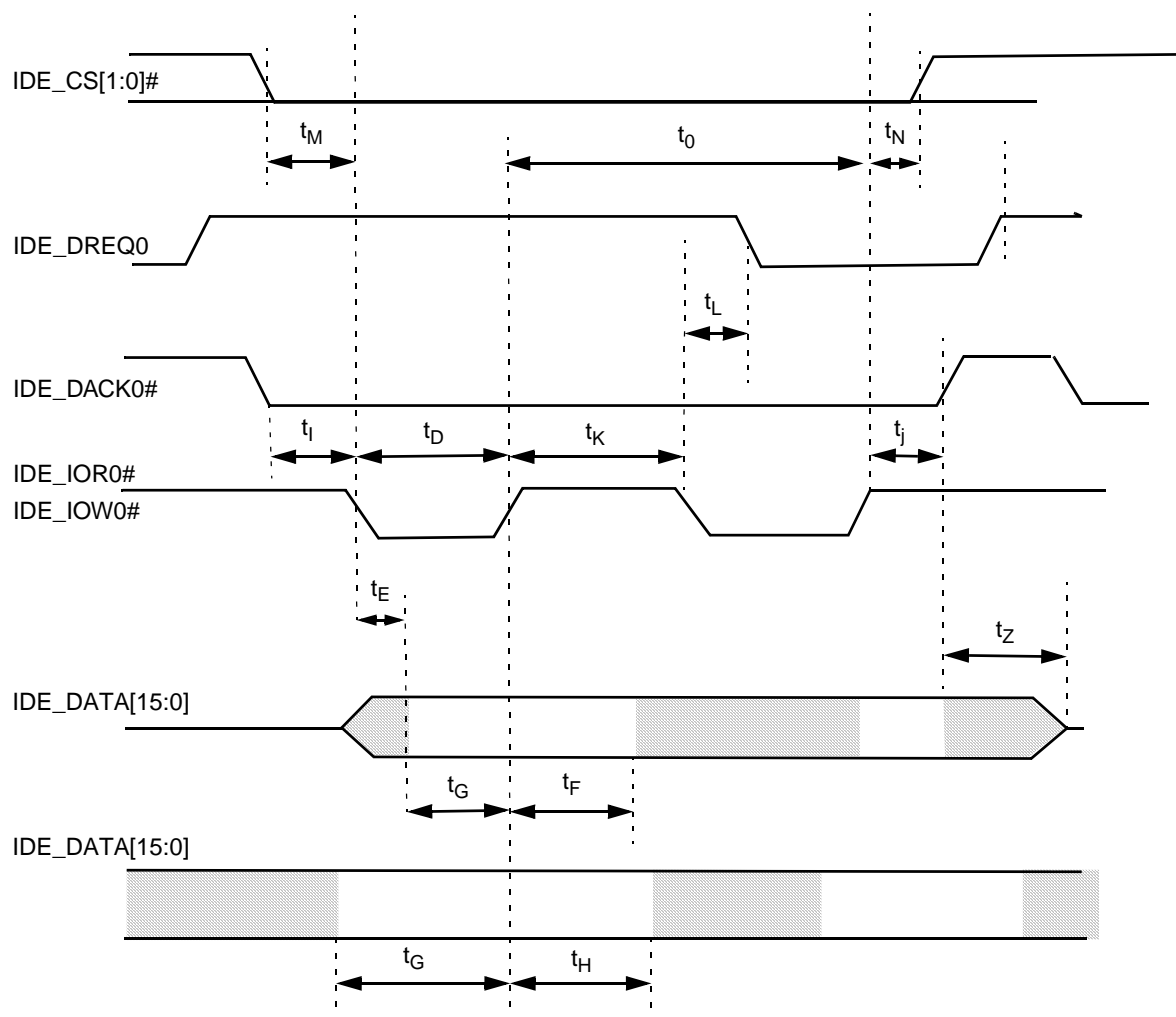 IDE_CS[1:0]#
tM
t0
tN
IDE_DREQ0
tL
IDE_DACK0#
tI
tD
tK
tj
IDE_IOR0#
IDE_IOW0#
tE
tZ
IDE_DATA[15:0]
tG
tF
IDE_DATA[15:0]
tG
tH